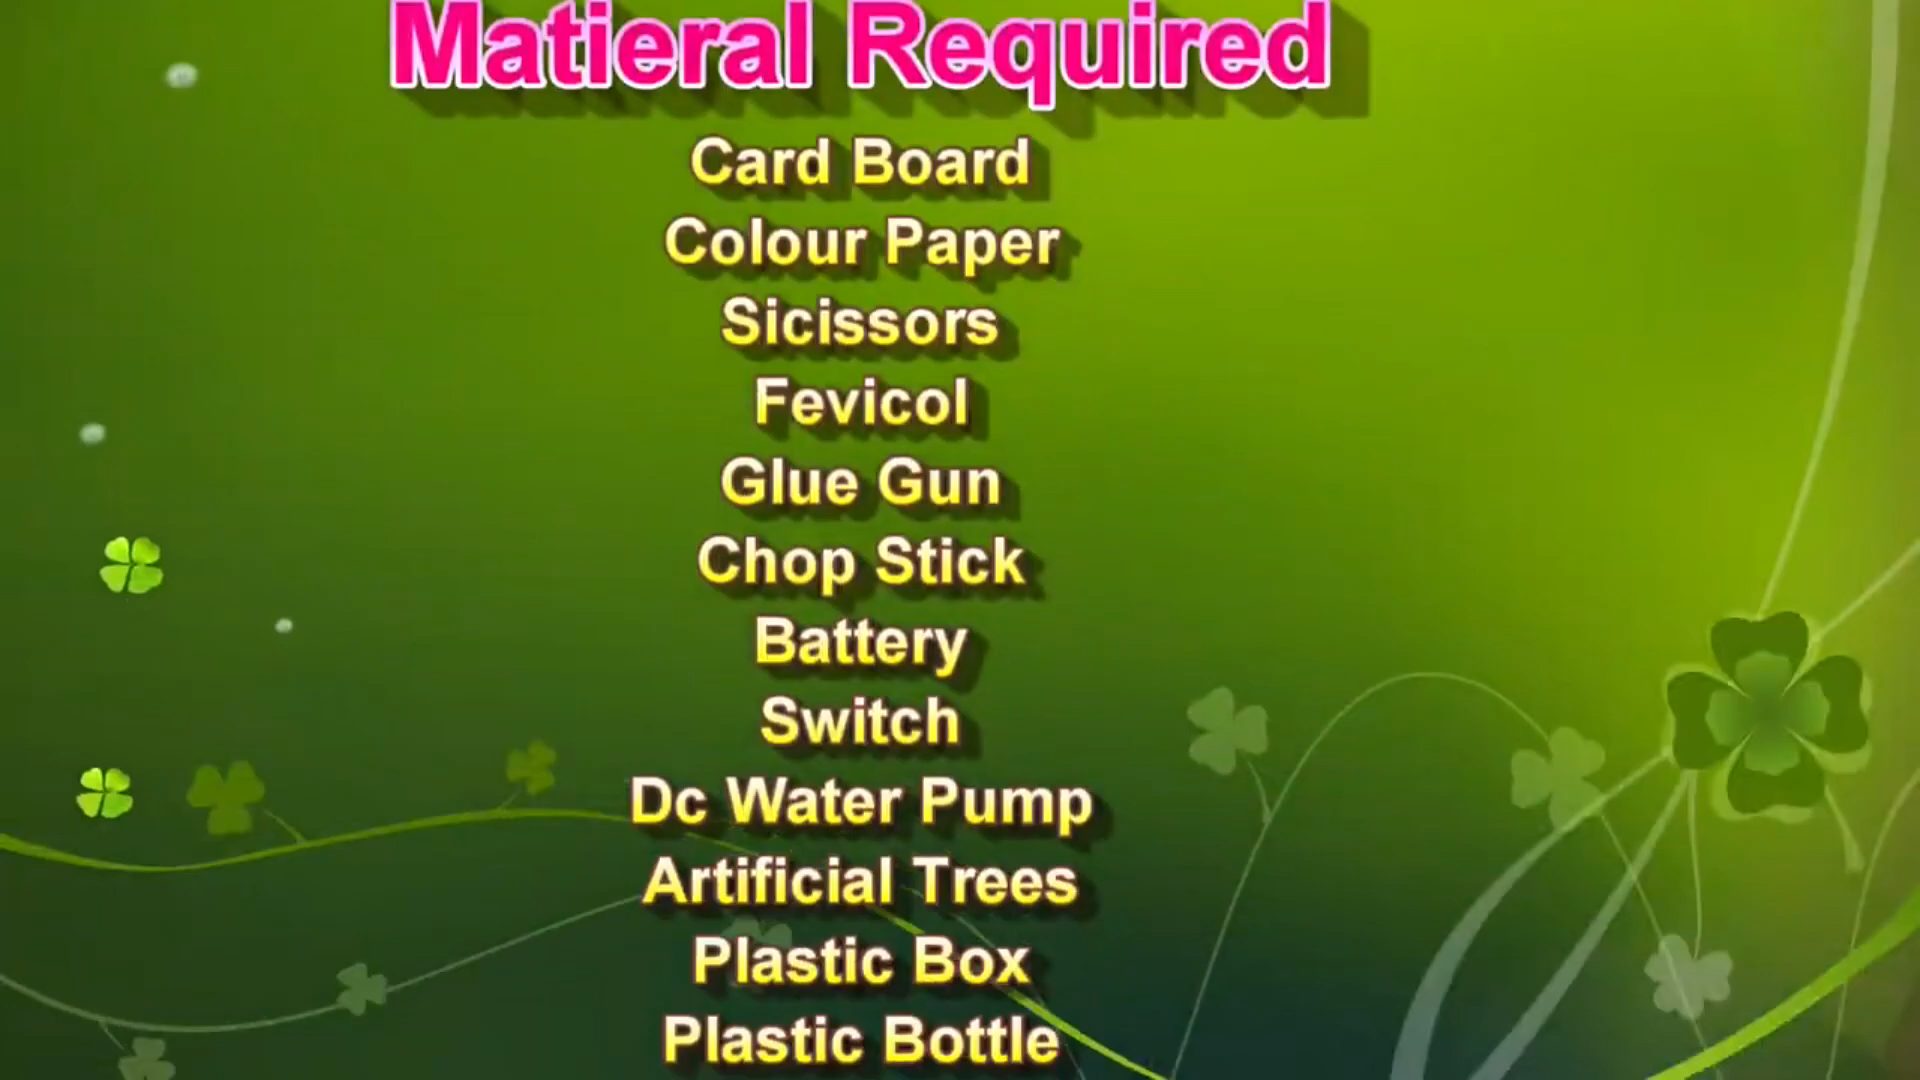 Matieral Required
Card Board
Colour Paper
Sicissors
Fevicol
Glue Gun
Chop Stick
Battery
Switch
Dc Water Pump
Artificial Trees
Plastic Box
Plastic Bottle